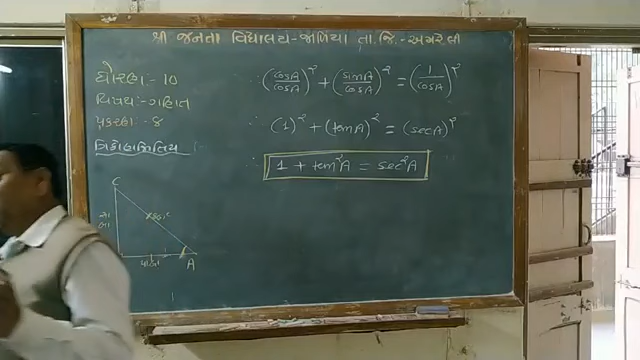 શ્રી જનતા વિદ્યાલય-જાળિયા તા.જિ.-અમરેલી
ધોરણ:- 10
વિષય:- ગણિત
પ્રકરણ:- ૪
ત્રિકોણમિતિય
(cosA/cosA)² + (sinA/cosA)² = (1/cosA)²
(1)² + (tanA)² = (secA)²
1 + tan²A = sec²A
C
A